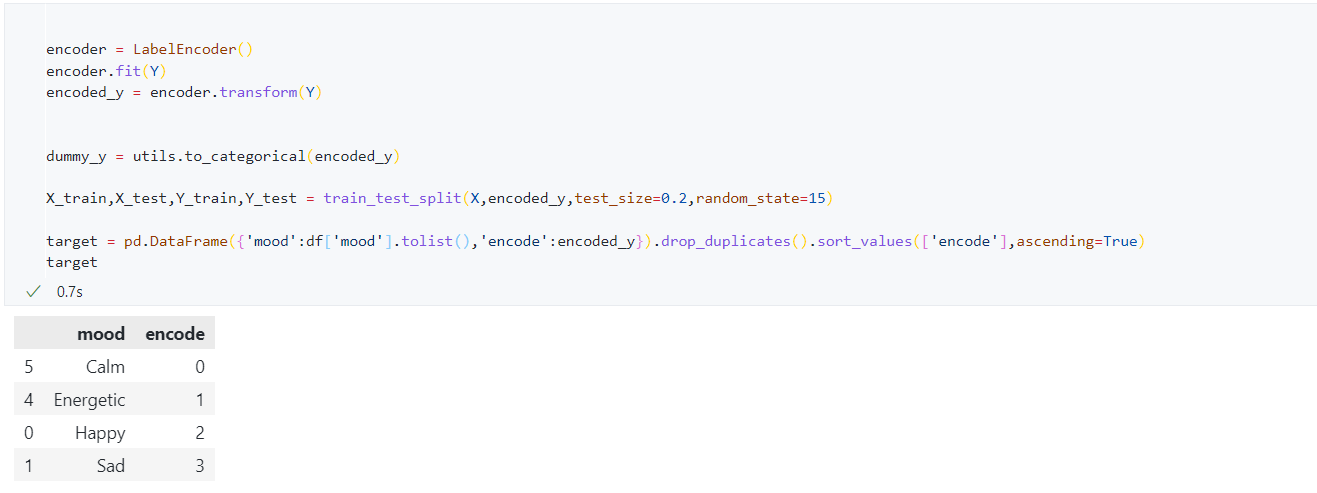 encoder = LabelEncoder()
encoder.fit(Y)
encoded_y = encoder.transform(Y)
dummy_y = utils.to_categorical(encoded_y)
X_train,X_test,Y_train,Y_test = train_test_split(X,encoded_y,test_size=0.2,random_state=15)
target = pd.DataFrame({'mood':df['mood'].tolist(),'encode':encoded_y}).drop_duplicates().sort_values(['encode'],ascending=True)
target
0.7s
mood encode
5 Calm 0
4 Energetic 1
0 Happy 2
1 Sad 3